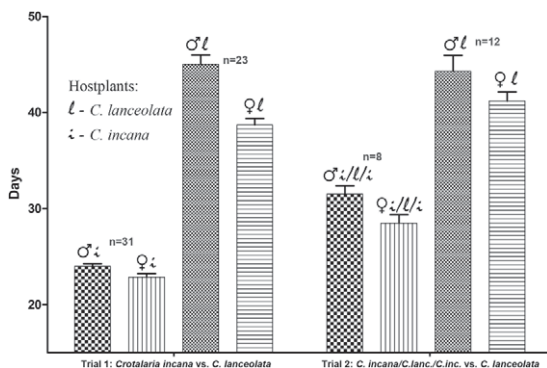 50
40
30
20
Days
Hostplants:
ℓ - C. lanceolata
i - C. incana
♂i
n=31
♀i
♂ℓ
n=23
♀ℓ
♂i/ℓ/i
n=8
♀i/ℓ/i
♂ℓ
n=12
♀ℓ
Trial 1: Crotalaria incana vs. C. lanceolata
Trial 2: C. incana/C.lanc./C.inc. vs. C. lanceolata